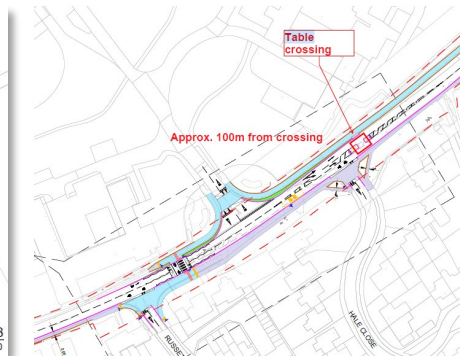 Table
crossing
Approx. 100m from crossing
HALE CLOSE
RUSSE